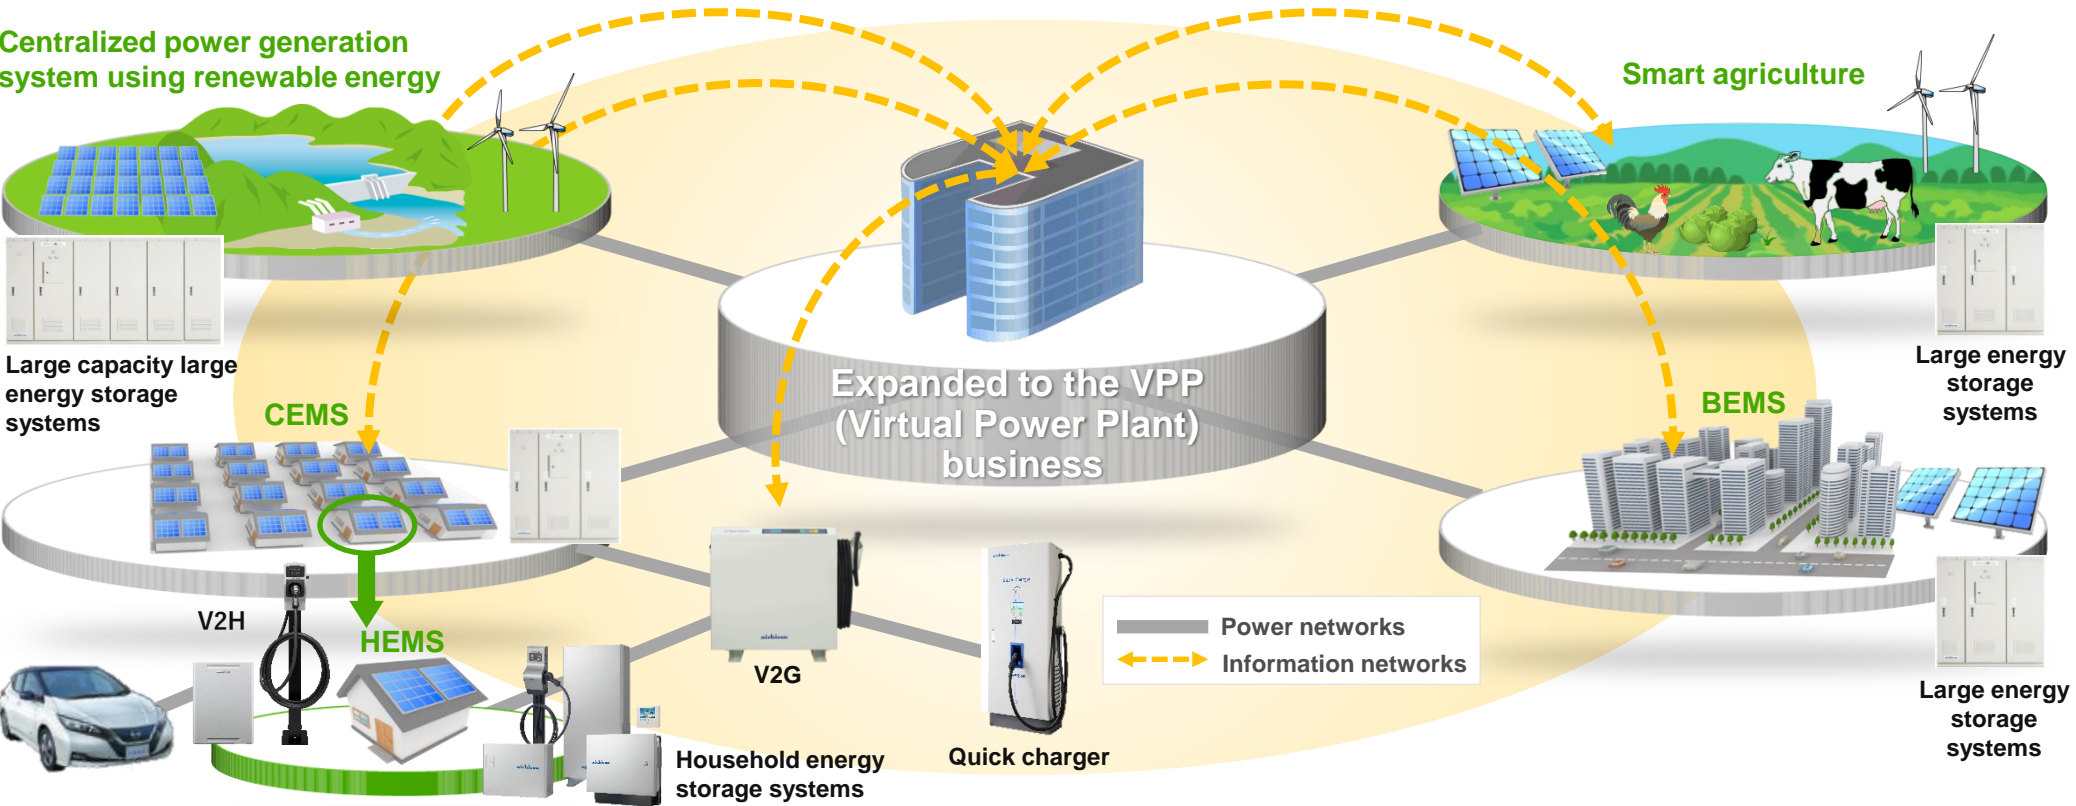 Centralized power generation
system using renewable energy
Smart agriculture
Large capacity large
energy storage
systems
Large energy
storage
systems
CEMS
Expanded to the VPP
(Virtual Power Plant)
business
BEMS
V2H
HEMS
nichicon
V2G
Quick charger
Power networks
Information networks
Large energy
storage
systems
Household energy
storage systems